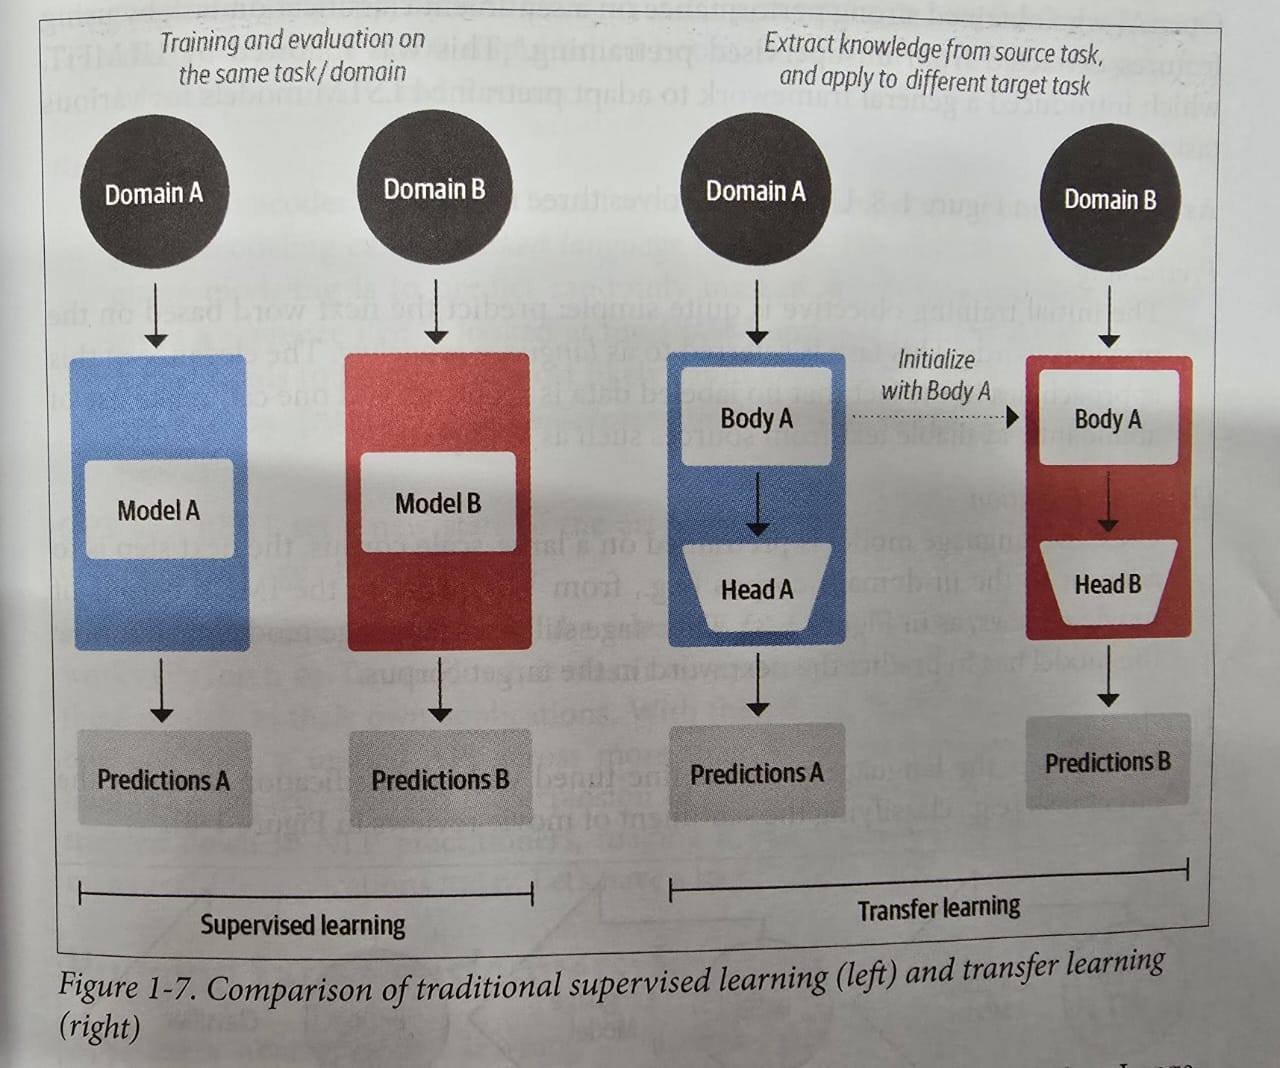 Training and evaluation on
the same task/domain
Extract knowledge from source task,
and apply to different target task
Domain A
Domain B
Domain A
Domain B
Initialize
with Body A
Model A
Model B
Body A
Body A
Head A
Head B
Predictions A
Predictions B
Predictions A
Predictions B
Supervised learning
Transfer learning
Figure 1-7. Comparison of traditional supervised learning (left) and transfer learning
(right)